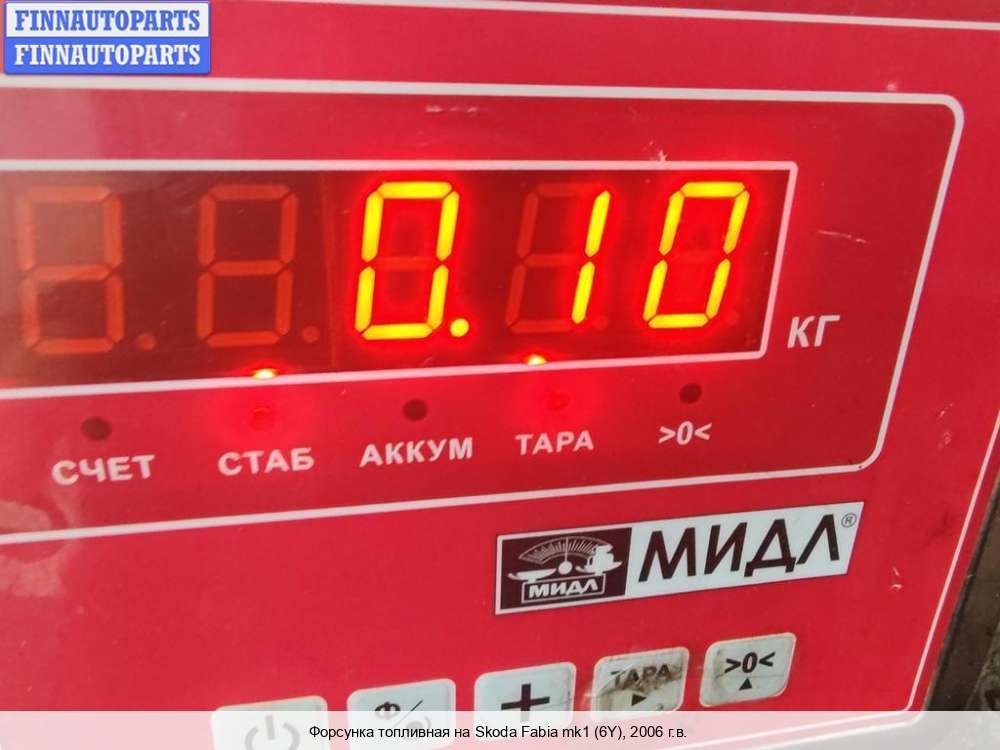 FINNAUTOPARTS
FINNAUTOPARTS
0.10
КГ
СЧЕТ СТАБ АККУМ ТАРА >0<
МИДЛ МИДЛ®
Ф + ТАРА >0<
Форсунка топливная на Skoda Fabia mk1 (6Y), 2006 г.в.